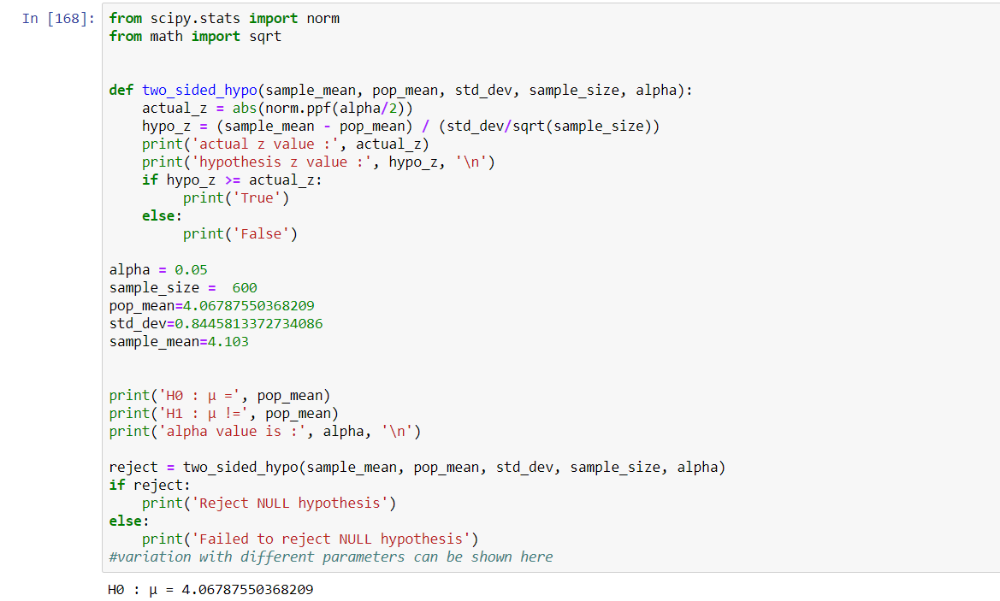 In [168]: from scipy.stats import norm
from math import sqrt
def two_sided_hypo(sample_mean, pop_mean, std_dev, sample_size, alpha):
    actual_z = abs(norm.ppf(alpha/2))
    hypo_z = (sample_mean - pop_mean) / (std_dev/sqrt(sample_size))
    print('actual z value :', actual_z)
    print('hypothesis z value :', hypo_z, '\n')
    if hypo_z >= actual_z:
         print('True')
    else:
         print('False')
alpha = 0.05
sample_size =  600
pop_mean=4.06787550368209
std_dev=0.8445813372734086
sample_mean=4.103
print('H0 : μ =', pop_mean)
print('H1 : μ !=', pop_mean)
print('alpha value is :', alpha, '\n')
reject = two_sided_hypo(sample_mean, pop_mean, std_dev, sample_size, alpha)
if reject:
    print('Reject NULL hypothesis')
else:
    print('Failed to reject NULL hypothesis')
#variation with different parameters can be shown here
H0 : μ = 4.06787550368209